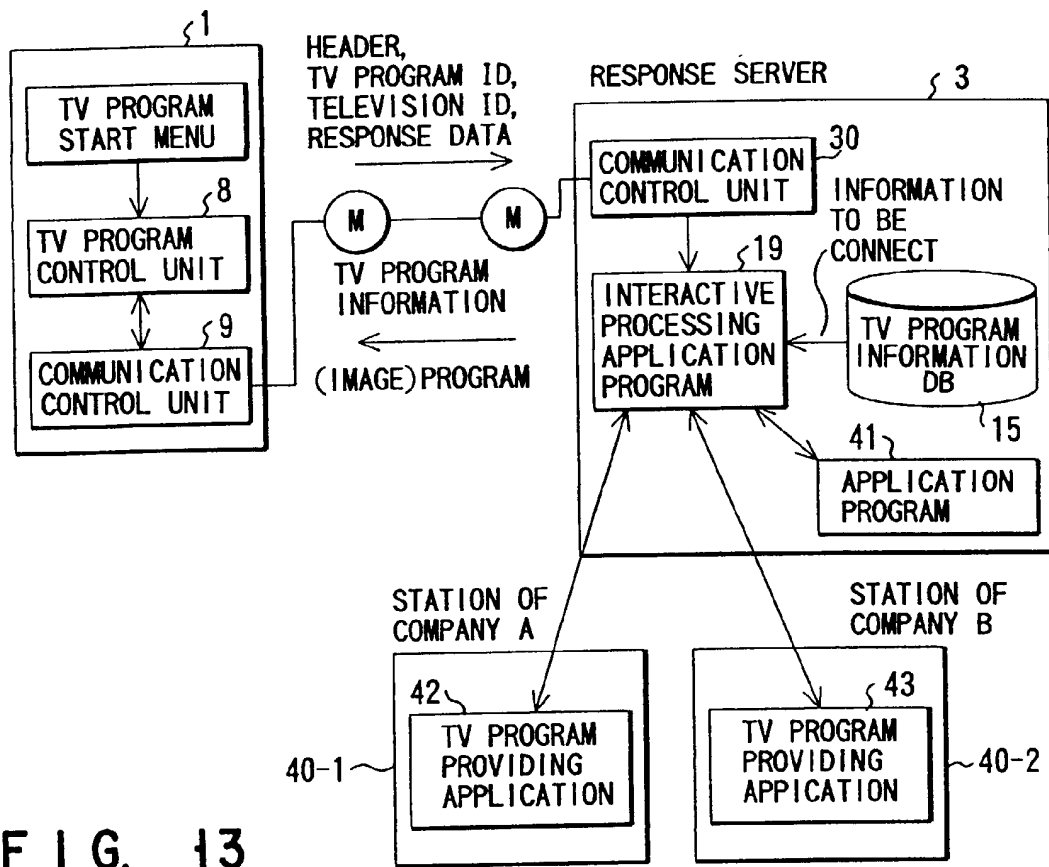 1
TV PROGRAM
START MENU
8
TV PROGRAM
CONTROL UNIT
9
COMMUNICATION
CONTROL UNIT
HEADER,
TV PROGRAM ID,
TELEVISION ID,
RESPONSE DATA
M
M
TV PROGRAM
INFORMATION
(IMAGE)PROGRAM
RESPONSE SERVER
3
30
COMMUNICATION
CONTROL UNIT
INFORMATION
TO BE
CONNECT
19
INTERACTIVE
PROCESSING
APPLICATION
PROGRAM
TV PROGRAM
INFORMATION
DB
15
41
APPLICATION
PROGRAM
STATION OF
COMPANY A
42
TV PROGRAM
PROVIDING
APPLICATION
40-1
STATION OF
COMPANY B
43
TV PROGRAM
PROVIDING
APPICATION
40-2
FIG. 13